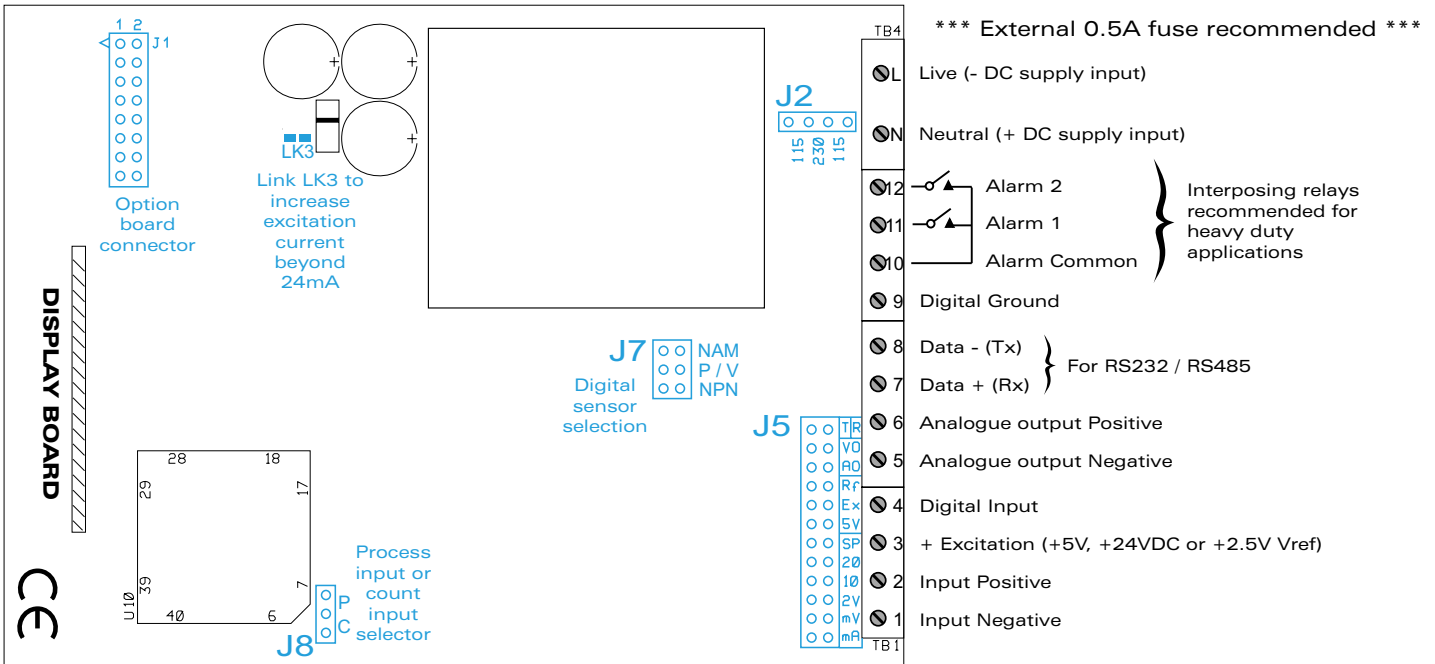 *** External 0.5A fuse recommended ***
1 2
J1
Option
board
connector
LK3
Link LK3 to
increase
excitation
current
beyond
24mA
DISPLAY BOARD
J2
115
230
115
J7
NAM
P / V
NPN
Digital
sensor
selection
J5
T R
VO
AO
Rf
Ex
5V
SP
20
10
2V
mV
mA
28
18
29
17
39
7
40
6
U10
P
C
J8
Process
input or
count
input
selector
CE
TB4
L Live (- DC supply input)
N Neutral (+ DC supply input)
12 Alarm 2
11 Alarm 1
10 Alarm Common
Interposing relays
recommended for
heavy duty
applications
9 Digital Ground
8 Data - (Tx)
7 Data + (Rx)
For RS232 / RS485
6 Analogue output Positive
5 Analogue output Negative
4 Digital Input
3 + Excitation (+5V, +24VDC or +2.5V Vref)
2 Input Positive
1 Input Negative
TB1